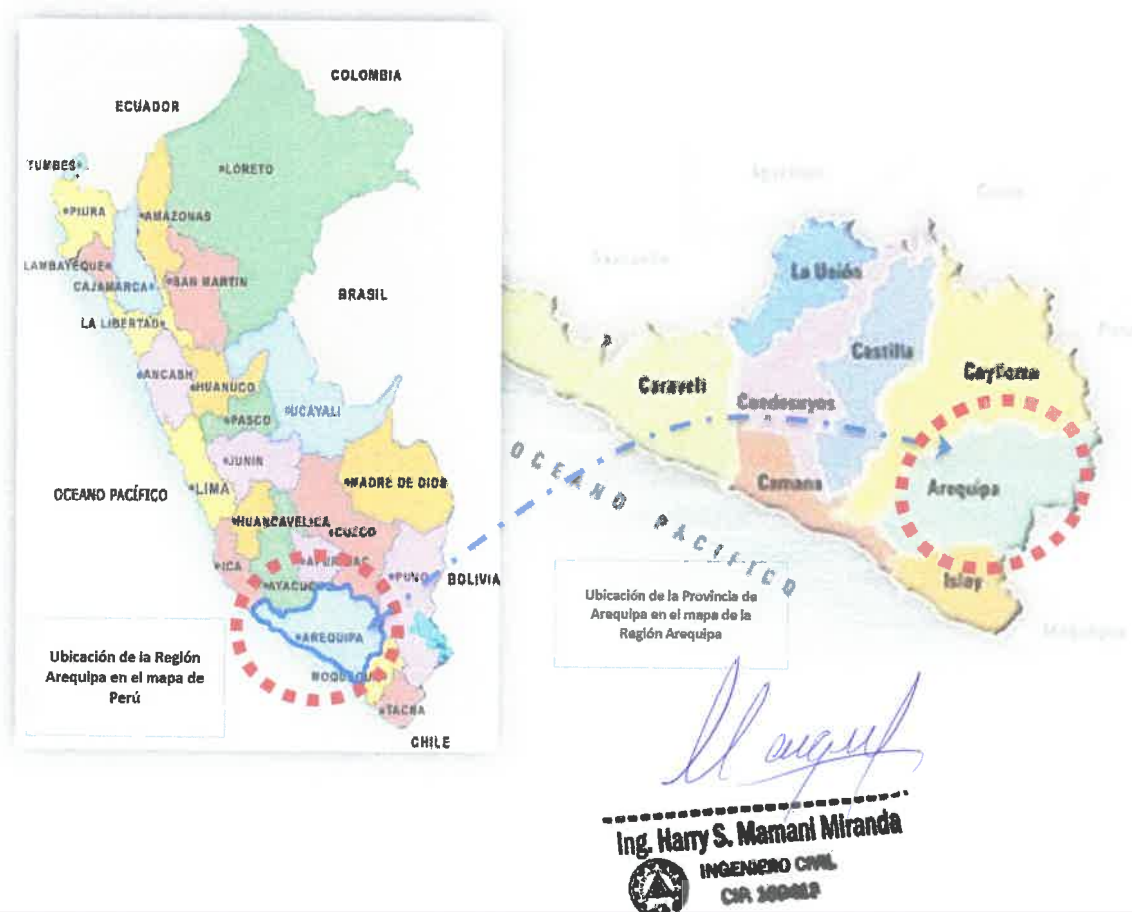 COLOMBIA
ECUADOR
TUMBES
LORETO
PIURA
AMAZONAS
LAMBAYEQUE
SAN MARTIN
CAJAMARCA
BRASIL
LA LIBERTAD
ANCASH
HUANUCO
UCAYALI
PASCO
JUNIN
LIMA
MADRE DE DIOS
OCEANO PACÍFICO
HUANCAVELICA
CUZCO
ICA
PUNO
BOLIVIA
AREQUIPA
TACNA
CHILE
Ubicación de la Región
Arequipa en el mapa de
Perú
La Unión
Castilla
Caylloma
Caraveli
Condesuyos
Camana
Arequipa
Islay
OCEANO PACIFICO
Ubicación de la Provincia de
Arequipa en el mapa de la
Región Arequipa
Ing. Harry S. Mamani Miranda
INGENIERO CIVIL
CIP.